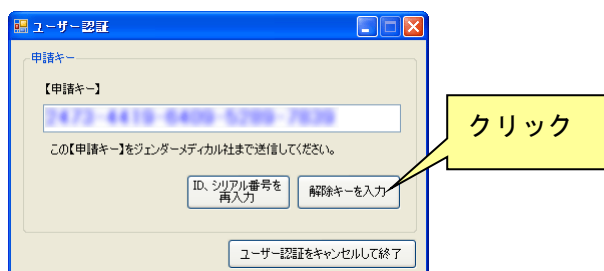 ユーザー認証
申請キー
【申請キー】
この【申請キー】をジェンダーメディカル社まで送信してください。
ID、シリアル番号を
再入力
解除キーを入力
クリック
ユーザー認証をキャンセルして終了